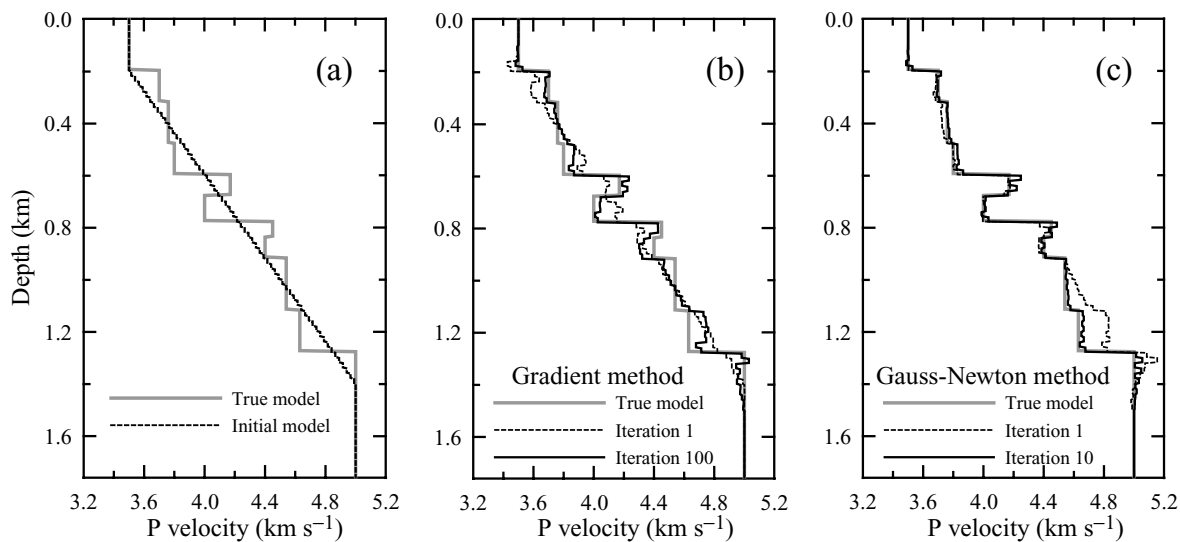 0.0
0.4
0.8
1.2
1.6
Depth (km)
(a)
True model
Initial model
3.2 3.6 4.0 4.4 4.8 5.2
P velocity (km s⁻¹)
0.0
0.4
0.8
1.2
1.6
(b)
Gradient method
True model
Iteration 1
Iteration 100
3.2 3.6 4.0 4.4 4.8 5.2
P velocity (km s⁻¹)
0.0
0.4
0.8
1.2
1.6
(c)
Gauss-Newton method
True model
Iteration 1
Iteration 10
3.2 3.6 4.0 4.4 4.8 5.2
P velocity (km s⁻¹)